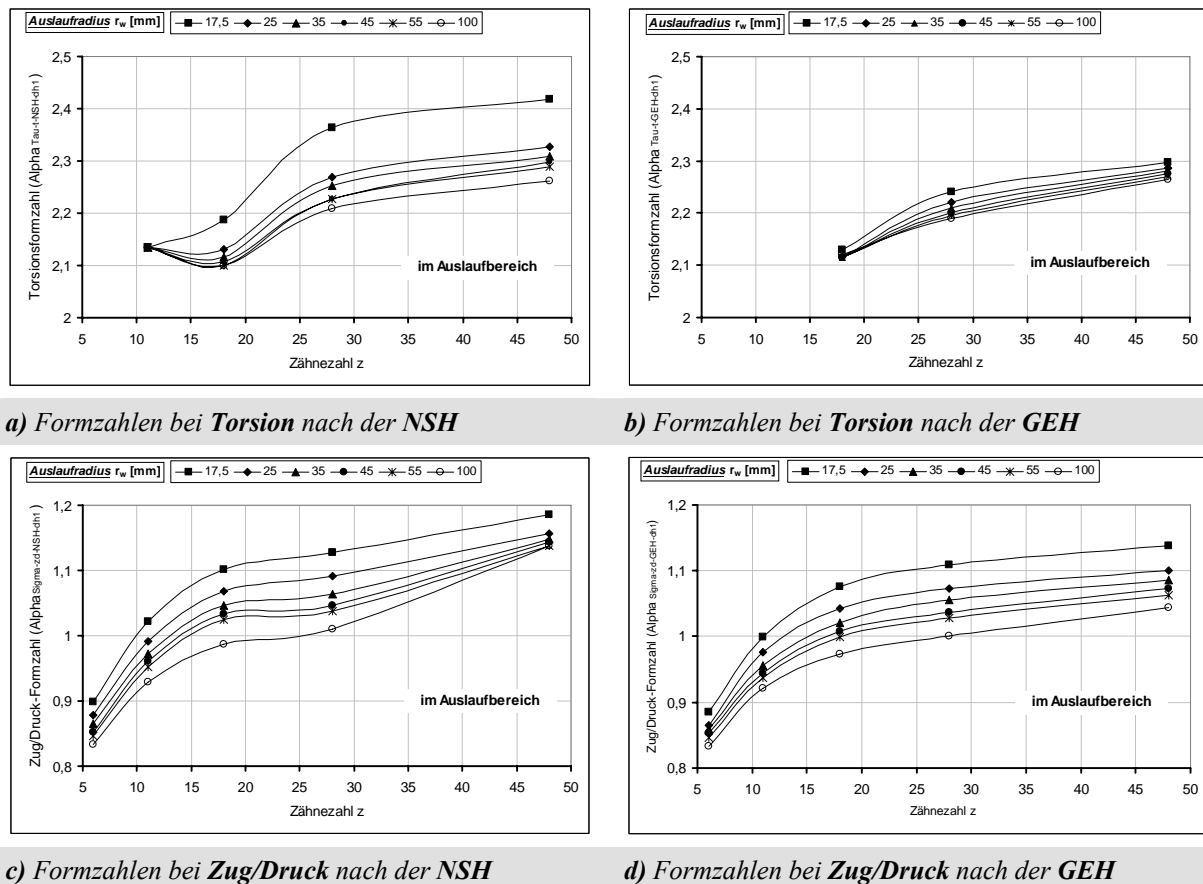 Auslaufradius rw [mm] 17,5 25 35 45 55 100
2,5
2,4
2,3
2,2
2,1
2
5 10 15 20 25 30 35 40 45 50
Torsionsformzahl (Alpha Tau-t-NSH-dh1)
im Auslaufbereich
Zähnezahl z
Auslaufradius rw [mm] 17,5 25 35 45 55 100
2,5
2,4
2,3
2,2
2,1
2
5 10 15 20 25 30 35 40 45 50
Torsionsformzahl (Alpha Tau-t-GEH-dh1)
im Auslaufbereich
Zähnezahl z
a) Formzahlen bei Torsion nach der NSH
b) Formzahlen bei Torsion nach der GEH
Auslaufradius rw [mm] 17,5 25 35 45 55 100
1,2
1,1
1
0,9
0,8
5 10 15 20 25 30 35 40 45 50
Zug/Druck-Formzahl (Alpha Sigma-zd-NSH-dh1)
im Auslaufbereich
Zähnezahl z
Auslaufradius rw [mm] 17,5 25 35 45 55 100
1,2
1,1
1
0,9
0,8
5 10 15 20 25 30 35 40 45 50
Zug/Druck-Formzahl (Alpha Sigma-zd-GEH-dh1)
im Auslaufbereich
Zähnezahl z
c) Formzahlen bei Zug/Druck nach der NSH
d) Formzahlen bei Zug/Druck nach der GEH